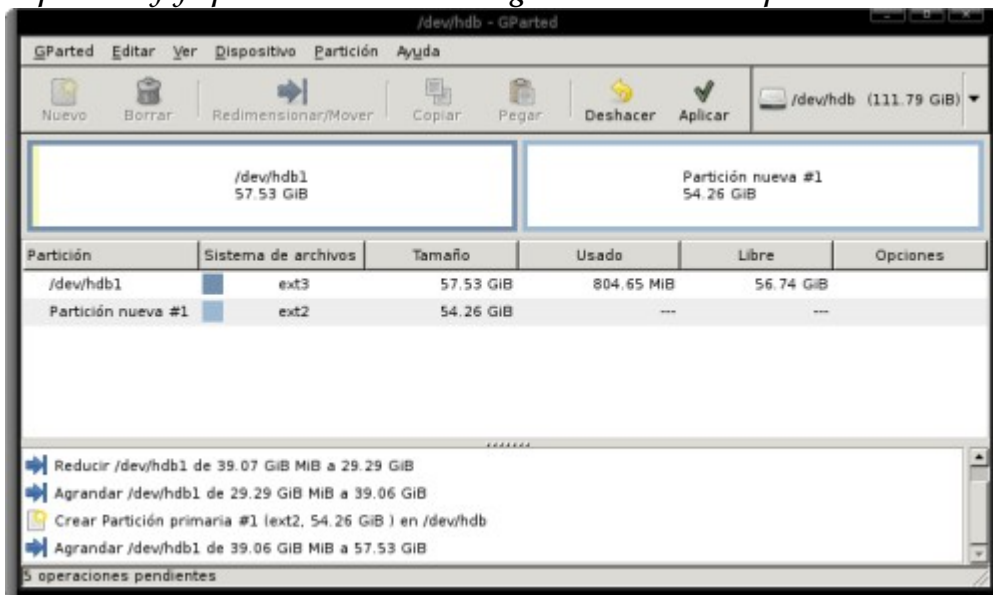 /dev/hdb - GParted
GParted Editar Ver Dispositivo Partición Ayuda
Nuevo Borrar Redimensionar/Mover Copiar Pegar Deshacer Aplicar /dev/hdb (111.79 GiB)
/dev/hdb1 Partición nueva #1
57.53 GiB 54.26 GiB
Partición Sistema de archivos Tamaño Usado Libre Opciones
/dev/hdb1 ext3 57.53 GiB 804.65 MiB 56.74 GiB
Partición nueva #1 ext2 54.26 GiB --- ---
Reducir /dev/hdb1 de 39.07 GiB MiB a 29.29 GiB
Agrandar /dev/hdb1 de 29.29 GiB MiB a 39.06 GiB
Crear Partición primaria #1 (ext2, 54.26 GiB ) en /dev/hdb
Agrandar /dev/hdb1 de 39.06 GiB MiB a 57.53 GiB
5 operaciones pendientes